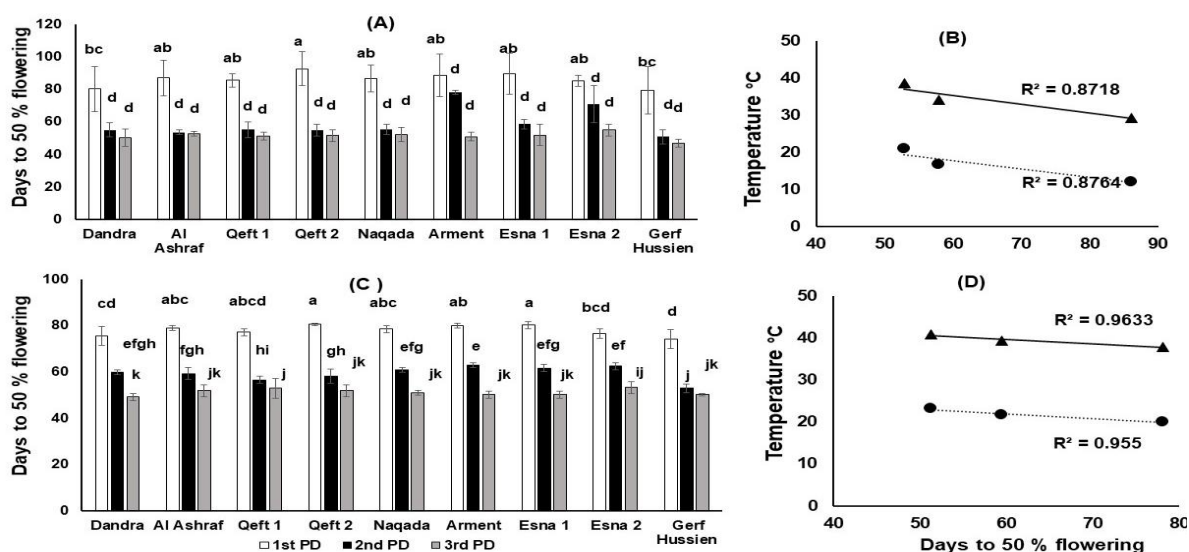 (A)
Days to 50 % flowering
120
100
80
60
40
20
0
bc ab ab a ab ab ab ab bc
d d d d d d d d d d d d d d d d d d
Dandra Al Ashraf Qeft 1 Qeft 2 Naqada Arment Esna 1 Esna 2 Gerf Hussien
(B)
Temperature °C
50
40
30
20
10
0
R² = 0.8718
R² = 0.8764
40 50 60 70 80 90
(C )
Days to 50 % flowering
100
80
60
40
20
0
cd abc abcd a abc ab a bcd d
efgh fgh hi gh efg e efg ef j
k jk j jk jk jk jk ij jk
Dandra Al Ashraf Qeft 1 Qeft 2 Naqada Arment Esna 1 Esna 2 Gerf Hussien
1st PD 2nd PD 3rd PD
(D)
Temperature °C
50
40
30
20
10
0
R² = 0.9633
R² = 0.955
40 50 60 70 80
Days to 50 % flowering